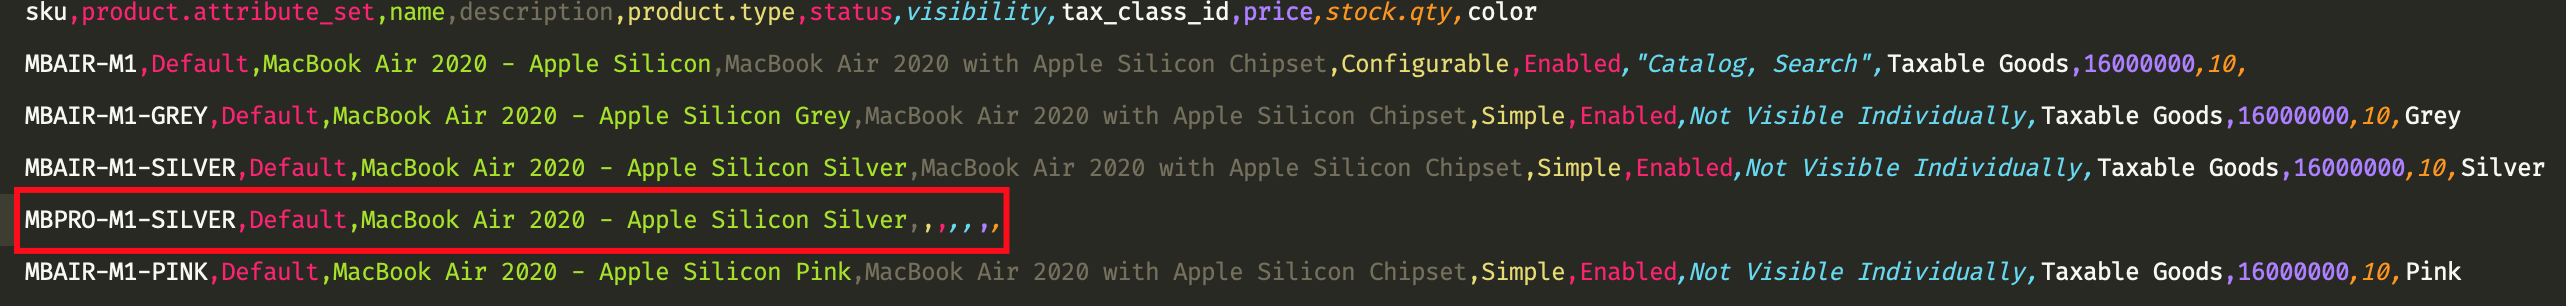 sku,product.attribute_set,name,description,product.type,status,visibility,tax_class_id,price,stock.qty,color
MBAIR-M1,Default,MacBook Air 2020 - Apple Silicon,MacBook Air 2020 with Apple Silicon Chipset,Configurable,Enabled,"Catalog, Search",Taxable Goods,16000000,10,
MBAIR-M1-GREY,Default,MacBook Air 2020 - Apple Silicon Grey,MacBook Air 2020 with Apple Silicon Chipset,Simple,Enabled,Not Visible Individually,Taxable Goods,16000000,10,Grey
MBAIR-M1-SILVER,Default,MacBook Air 2020 - Apple Silicon Silver,MacBook Air 2020 with Apple Silicon Chipset,Simple,Enabled,Not Visible Individually,Taxable Goods,16000000,10,Silver
MBPRO-M1-SILVER,Default,MacBook Air 2020 - Apple Silicon Silver,,,,,,,
MBAIR-M1-PINK,Default,MacBook Air 2020 - Apple Silicon Pink,MacBook Air 2020 with Apple Silicon Chipset,Simple,Enabled,Not Visible Individually,Taxable Goods,16000000,10,Pink